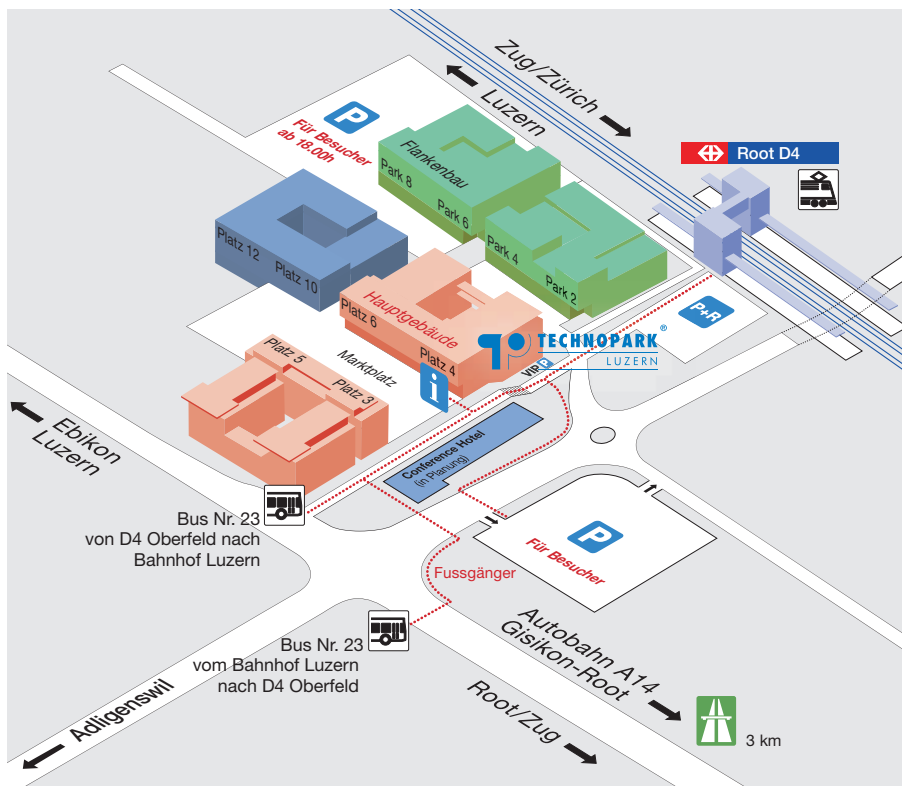 Zug/Zürich
Luzern
P
Für Besucher
ab 18.00h
Flankenbau
Park 8
Park 6
Park 4
Park 2
Root D4
P+R
Platz 12
Platz 10
Hauptgebäude
Platz 6
Platz 4
TECHNOPARK®
LUZERN
VIP P
i
Marktplatz
Platz 5
Platz 3
Ebikon
Luzern
Conference Hotel
(in Planung)
Bus Nr. 23
von D4 Oberfeld nach
Bahnhof Luzern
P
Für Besucher
Fussgänger
Bus Nr. 23
vom Bahnhof Luzern
nach D4 Oberfeld
Autobahn A14
Gisikon-Root
3 km
Root/Zug
Adligenswil